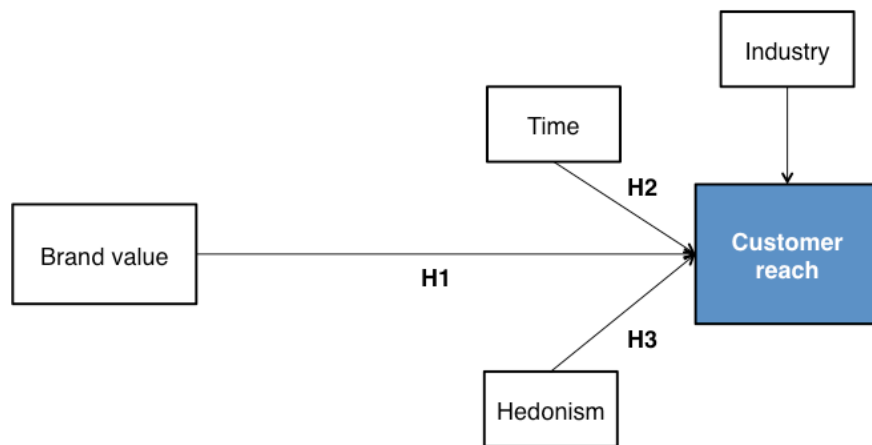 Industry
Time
H2
Brand value
Customer
reach
H1
H3
Hedonism